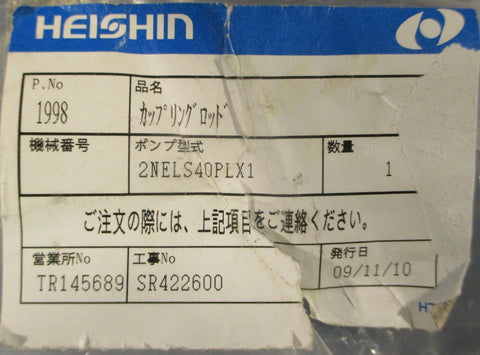 HEISHIN
P.No 品名
1998 カップリングロッド
機械番号 ポンプ型式 数量
2NELS40PLX1 1
ご注文の際には、上記項目をご連絡ください。
営業所No 工事No 発行日
TR145689 SR422600 09/11/10